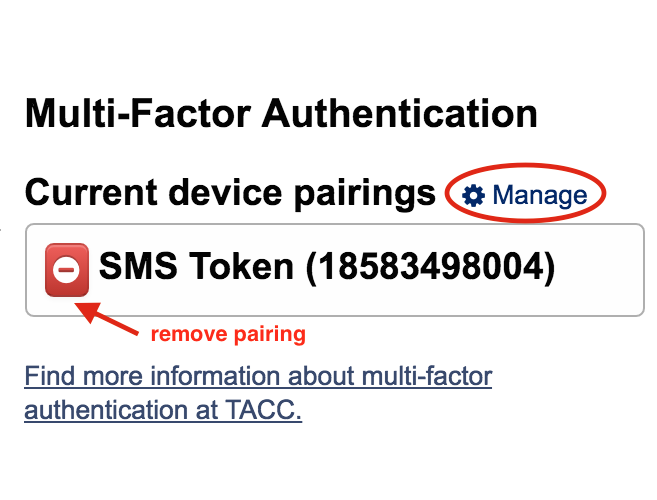 Multi-Factor Authentication
Current device pairings Manage
SMS Token (18583498004)
remove pairing
Find more information about multi-factor
authentication at TACC.